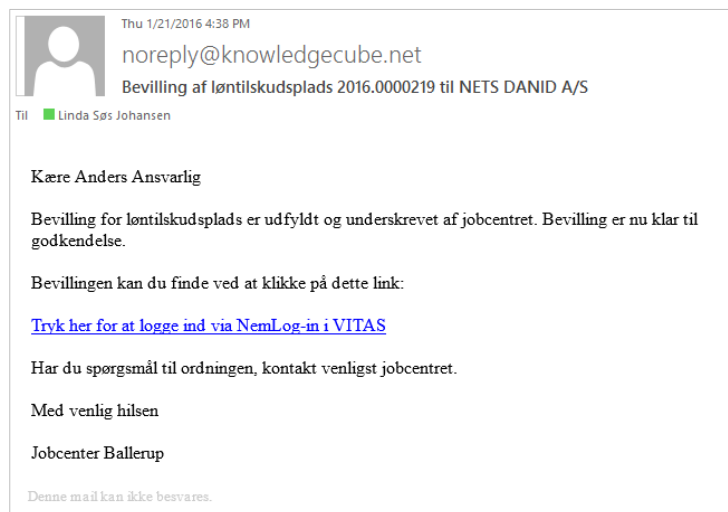 Thu 1/21/2016 4:38 PM
noreply@knowledgecube.net
Bevilling af løntilskudsplads 2016.0000219 til NETS DANID A/S
Til Linda Søs Johansen
Kære Anders Ansvarlig
Bevilling for løntilskudsplads er udfyldt og underskrevet af jobcentret. Bevilling er nu klar til
godkendelse.
Bevillingen kan du finde ved at klikke på dette link:
Tryk her for at logge ind via NemLog-in i VITAS
Har du spørgsmål til ordningen, kontakt venligst jobcentret.
Med venlig hilsen
Jobcenter Ballerup
Denne mail kan ikke besvares.